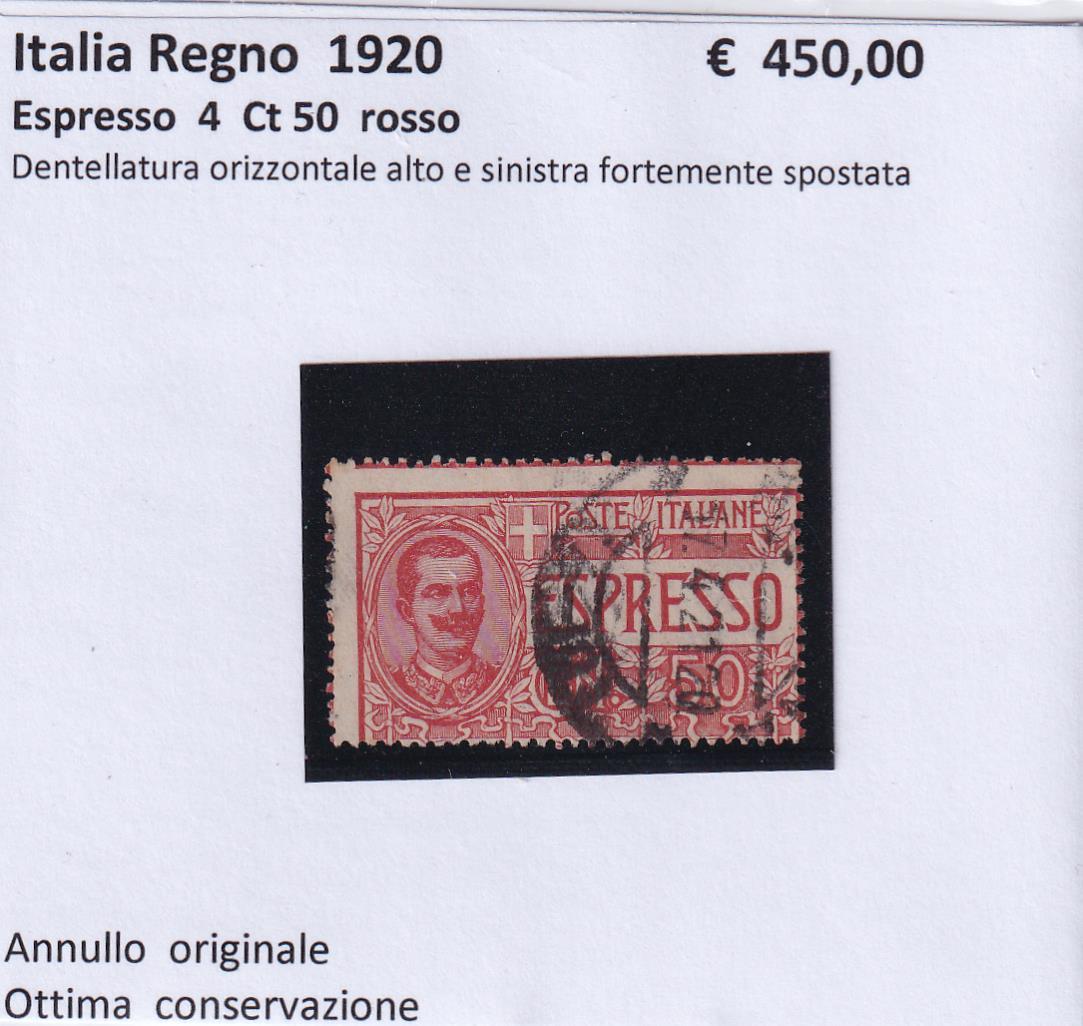 Italia Regno 1920 € 450,00
Espresso 4 Ct 50 rosso
Dentellatura orizzontale alto e sinistra fortemente spostata
POSTE ITALIANE
ESPRESSO
50
Annullo originale
Ottima conservazione